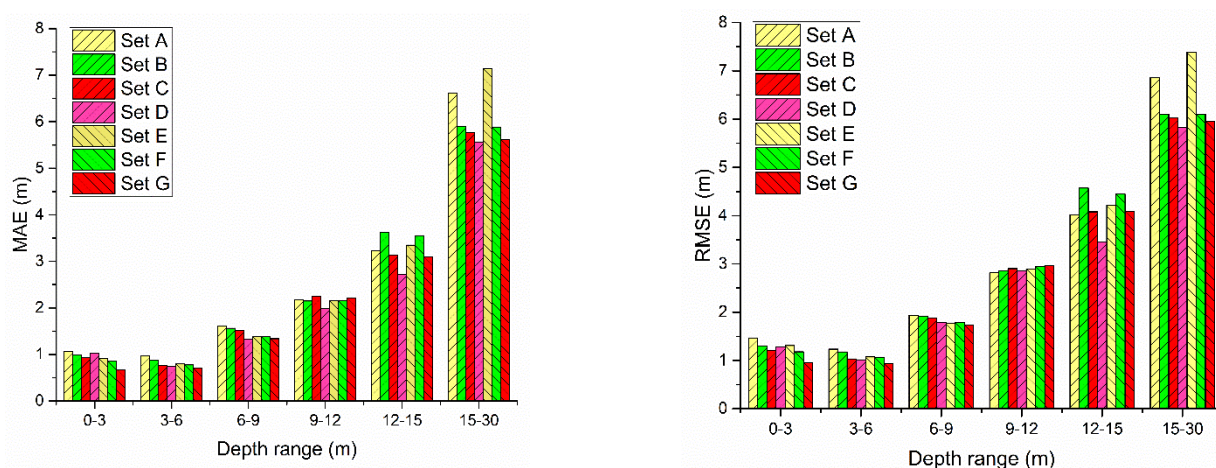 8
7
6
5
4
3
2
1
0
MAE (m)
Set A
Set B
Set C
Set D
Set E
Set F
Set G
0-3 3-6 6-9 9-12 12-15 15-30
Depth range (m)
8
7
6
5
4
3
2
1
0
RMSE (m)
Set A
Set B
Set C
Set D
Set E
Set F
Set G
0-3 3-6 6-9 9-12 12-15 15-30
Depth range (m)